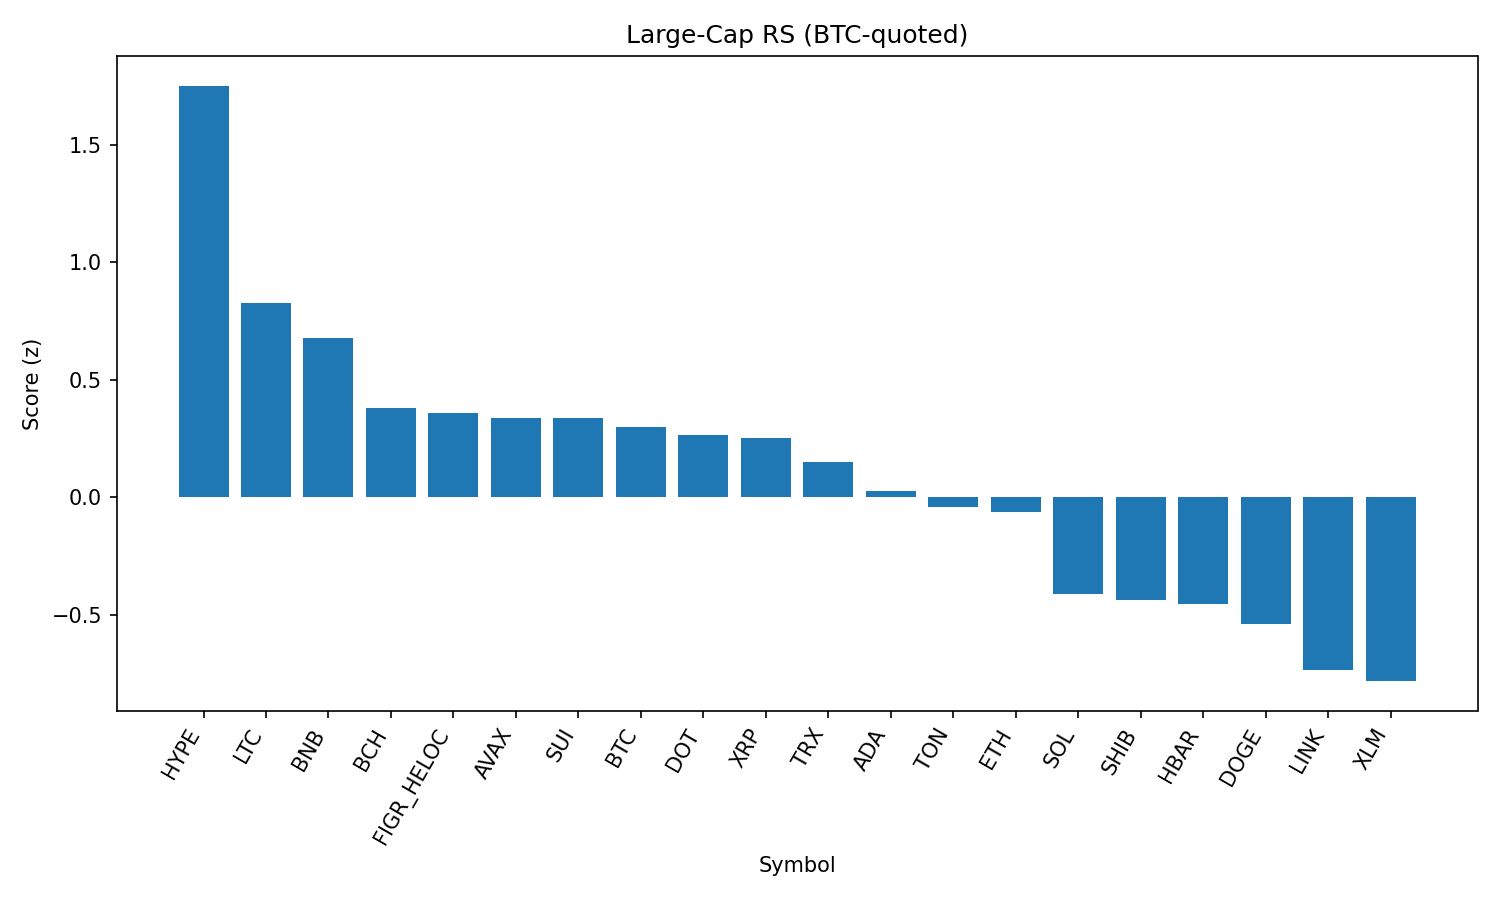 Large-Cap RS (BTC-quoted)
Score (z)
1.5
1.0
0.5
0.0
−0.5
HYPE
LTC
BNB
BCH
FIGR_HELOC
AVAX
SUI
BTC
DOT
XRP
TRX
ADA
TON
ETH
SOL
SHIB
HBAR
DOGE
LINK
XLM
Symbol